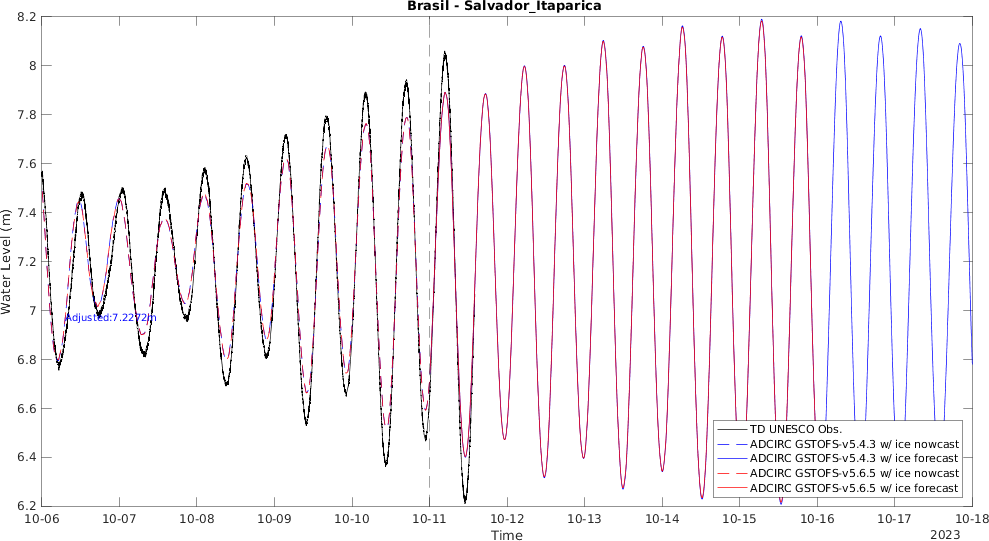 Brasil - Salvador_Itaparica
8.2
8
7.8
7.6
7.4
7.2
7
6.8
6.6
6.4
6.2
Water Level (m)
Adjusted:7.2272m
TD UNESCO Obs.
ADCIRC GSTOFS-v5.4.3 w/ ice nowcast
ADCIRC GSTOFS-v5.4.3 w/ ice forecast
ADCIRC GSTOFS-v5.6.5 w/ ice nowcast
ADCIRC GSTOFS-v5.6.5 w/ ice forecast
10-06 10-07 10-08 10-09 10-10 10-11 10-12 10-13 10-14 10-15 10-16 10-17 10-18
Time
2023